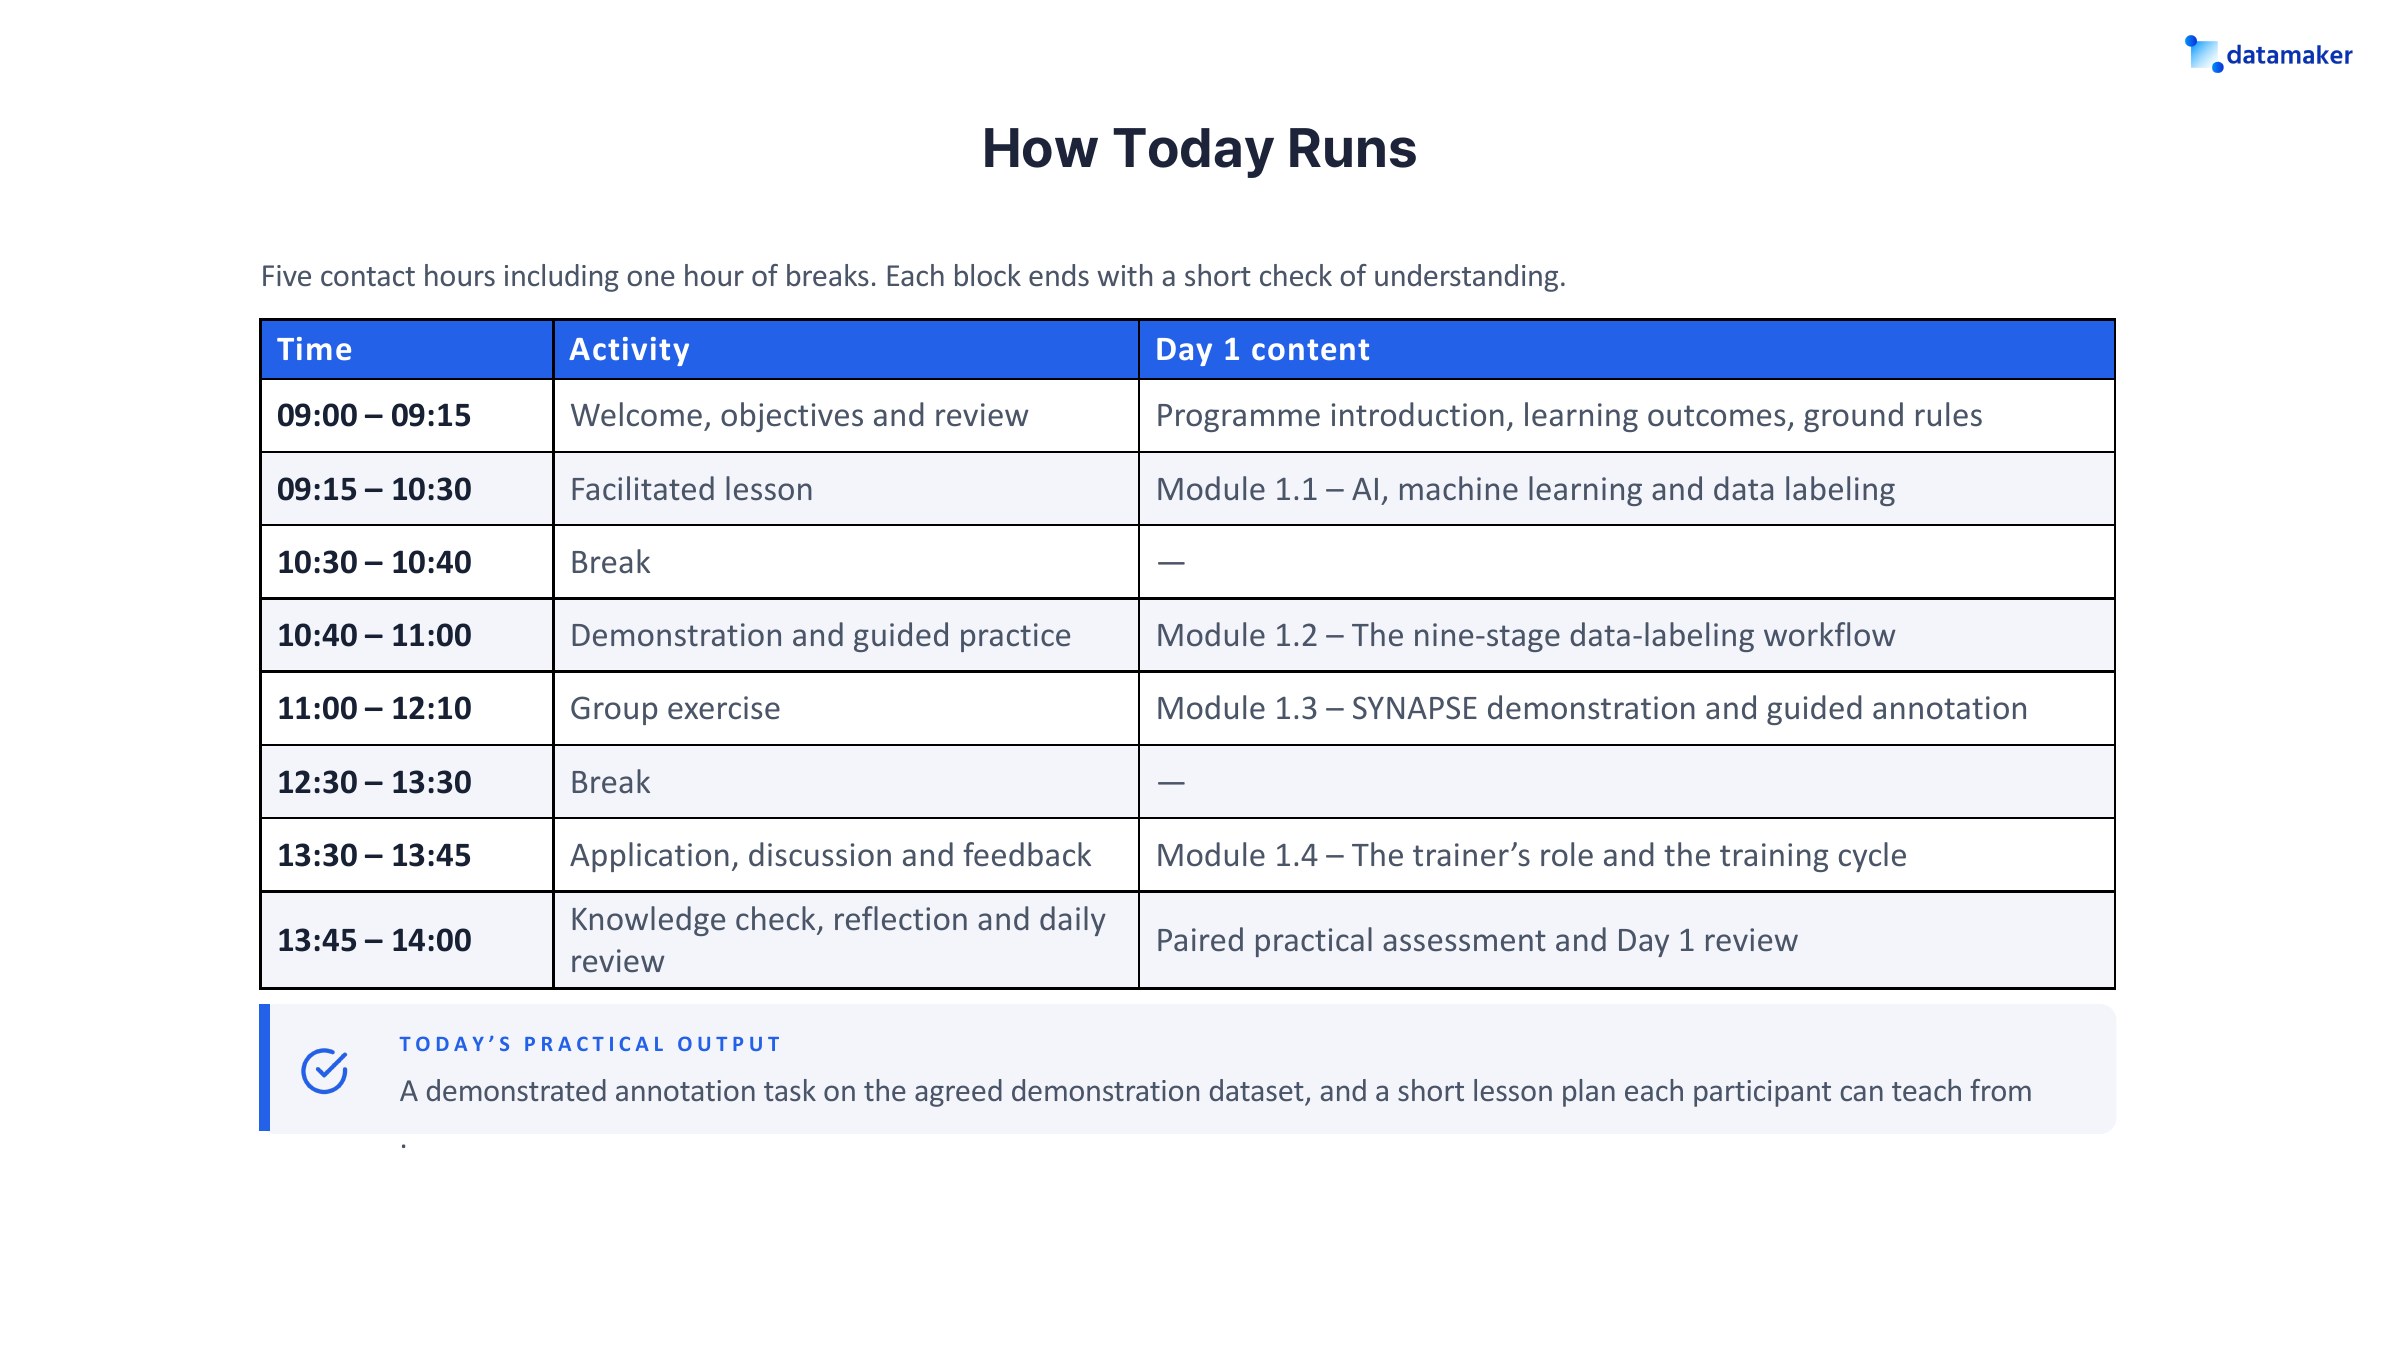 datamaker
How Today Runs
Five contact hours including one hour of breaks. Each block ends with a short check of understanding.
Time Activity Day 1 content
09:00 – 09:15 Welcome, objectives and review Programme introduction, learning outcomes, ground rules
09:15 – 10:30 Facilitated lesson Module 1.1 – AI, machine learning and data labeling
10:30 – 10:40 Break —
10:40 – 11:00 Demonstration and guided practice Module 1.2 – The nine-stage data-labeling workflow
11:00 – 12:10 Group exercise Module 1.3 – SYNAPSE demonstration and guided annotation
12:30 – 13:30 Break —
13:30 – 13:45 Application, discussion and feedback Module 1.4 – The trainer’s role and the training cycle
13:45 – 14:00 Knowledge check, reflection and daily
review Paired practical assessment and Day 1 review
TODAY’S PRACTICAL OUTPUT
A demonstrated annotation task on the agreed demonstration dataset, and a short lesson plan each participant can teach from
.